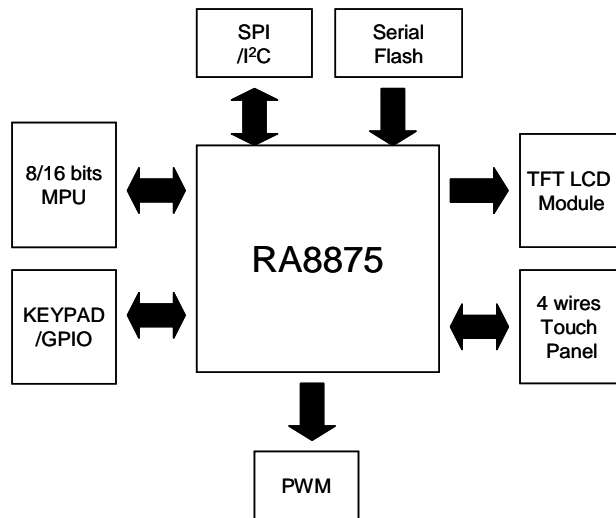 SPI
/I²C
Serial
Flash
8/16 bits
MPU
TFT LCD
Module
RA8875
KEYPAD
/GPIO
4 wires
Touch
Panel
PWM